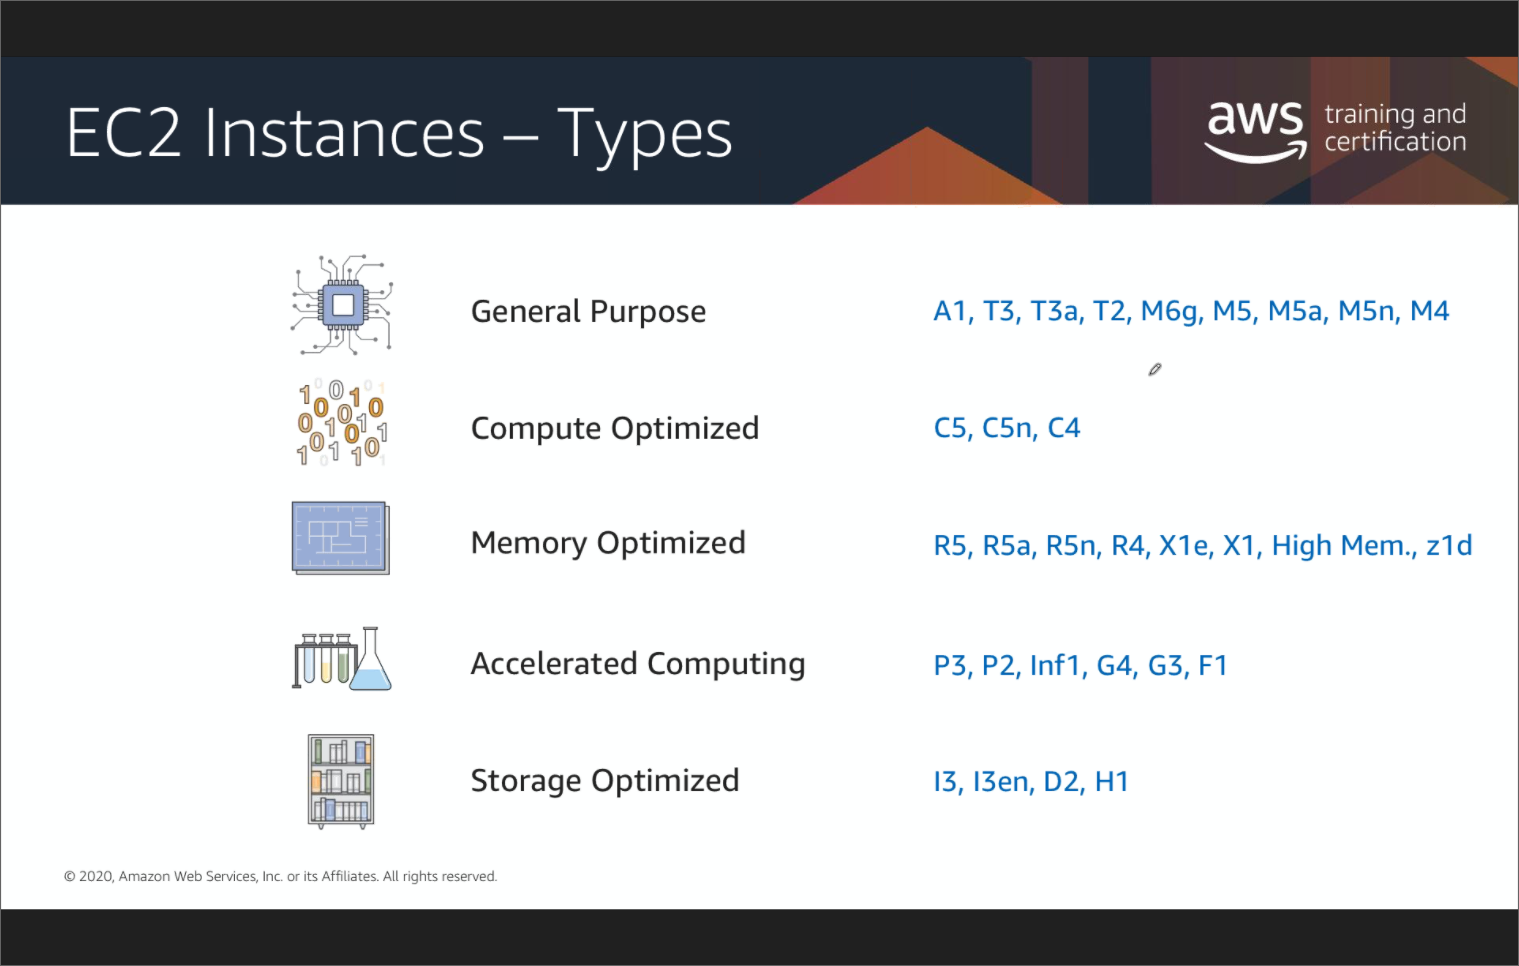 EC2 Instances – Types
aws training and
certification
General Purpose A1, T3, T3a, T2, M6g, M5, M5a, M5n, M4
Compute Optimized C5, C5n, C4
Memory Optimized R5, R5a, R5n, R4, X1e, X1, High Mem., z1d
Accelerated Computing P3, P2, Inf1, G4, G3, F1
Storage Optimized I3, I3en, D2, H1
© 2020, Amazon Web Services, Inc. or its Affiliates. All rights reserved.